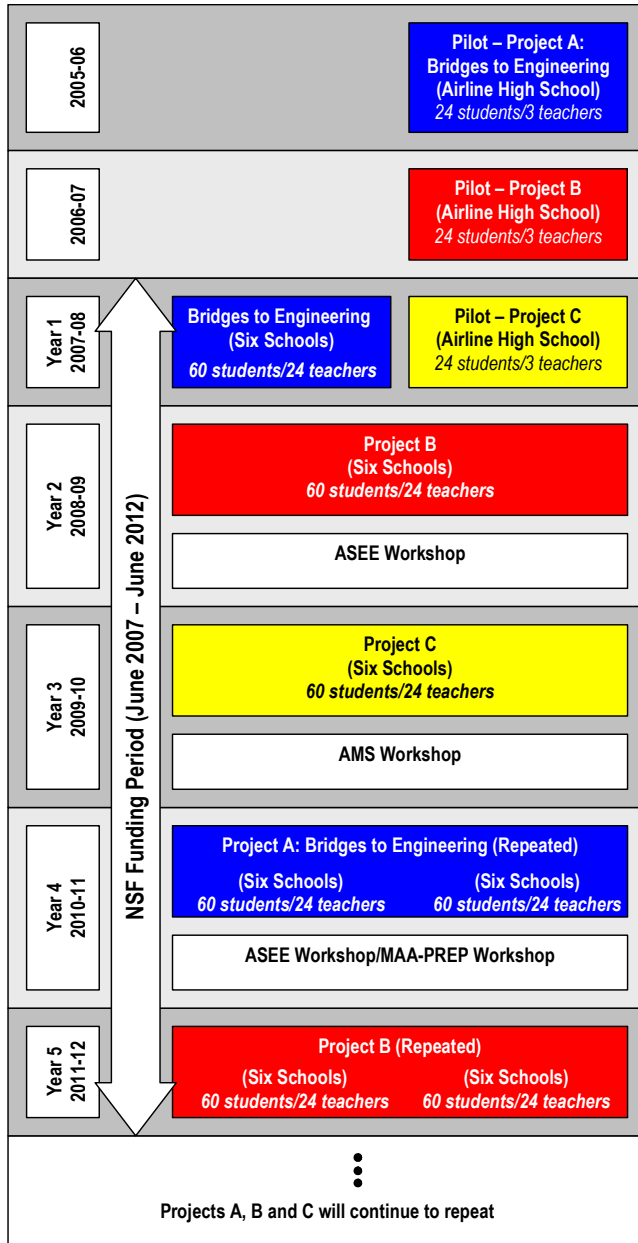 2005-06
Pilot – Project A:
Bridges to Engineering
(Airline High School)
24 students/3 teachers
2006-07
Pilot – Project B
(Airline High School)
24 students/3 teachers
NSF Funding Period (June 2007 – June 2012)
Year 1
2007-08
Bridges to Engineering
(Six Schools)
60 students/24 teachers
Pilot – Project C
(Airline High School)
24 students/3 teachers
Year 2
2008-09
Project B
(Six Schools)
60 students/24 teachers
ASEE Workshop
Year 3
2009-10
Project C
(Six Schools)
60 students/24 teachers
AMS Workshop
Year 4
2010-11
Project A: Bridges to Engineering (Repeated)
(Six Schools)
60 students/24 teachers
(Six Schools)
60 students/24 teachers
ASEE Workshop/MAA-PREP Workshop
Year 5
2011-12
Project B (Repeated)
(Six Schools)
60 students/24 teachers
(Six Schools)
60 students/24 teachers
Projects A, B and C will continue to repeat